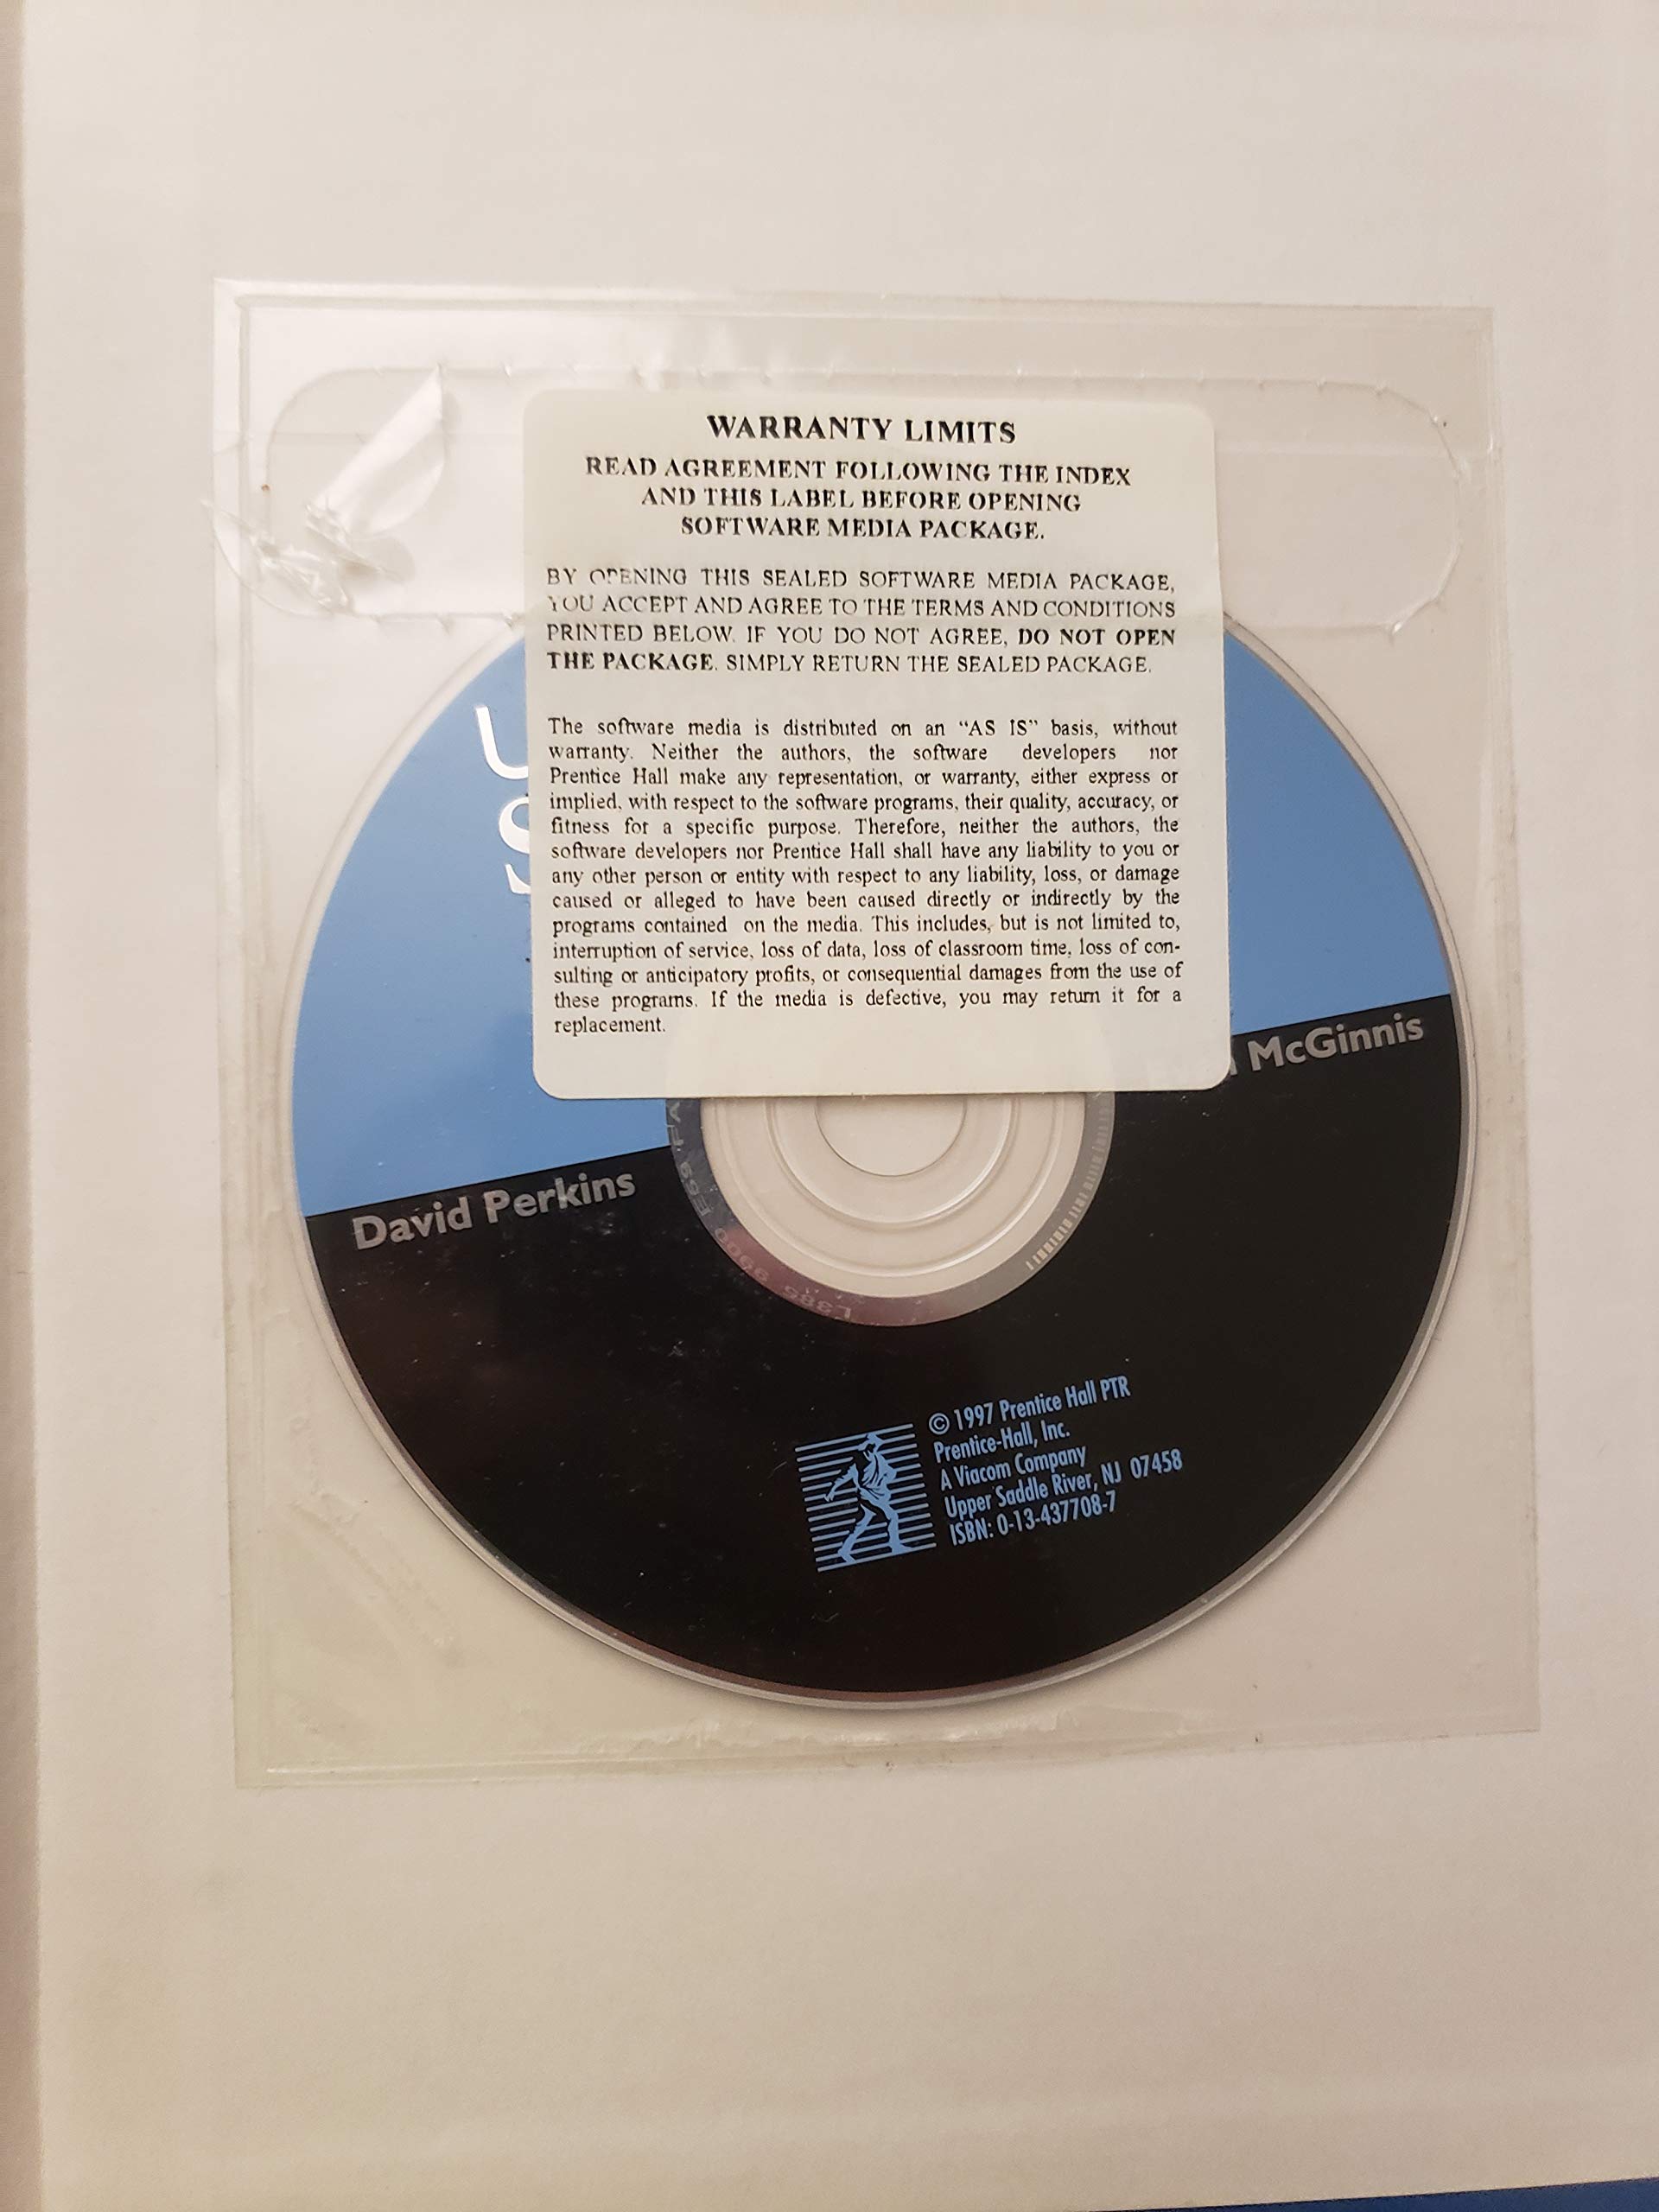 WARRANTY LIMITS
READ AGREEMENT FOLLOWING THE INDEX
AND THIS LABEL BEFORE OPENING
SOFTWARE MEDIA PACKAGE.
BY OPENING THIS SEALED SOFTWARE MEDIA PACKAGE,
YOU ACCEPT AND AGREE TO THE TERMS AND CONDITIONS
PRINTED BELOW. IF YOU DO NOT AGREE, DO NOT OPEN
THE PACKAGE. SIMPLY RETURN THE SEALED PACKAGE.
The software media is distributed on an “AS IS” basis, without
warranty. Neither the authors, the software developers nor
Prentice Hall make any representation, or warranty, either express or
implied, with respect to the software programs, their quality, accuracy, or
fitness for a specific purpose. Therefore, neither the authors, the
software developers nor Prentice Hall shall have any liability to you or
any other person or entity with respect to any liability, loss, or damage
caused or alleged to have been caused directly or indirectly by the
programs contained on the media. This includes, but is not limited to,
interruption of service, loss of data, loss of classroom time, loss of con-
sulting or anticipatory profits, or consequential damages from the use of
these programs. If the media is defective, you may return it for a
replacement.
McGinnis
David Perkins
© 1997 Prentice Hall PTR
Prentice-Hall, Inc.
A Viacom Company
Upper Saddle River, NJ 07458
ISBN: 0-13-437708-7